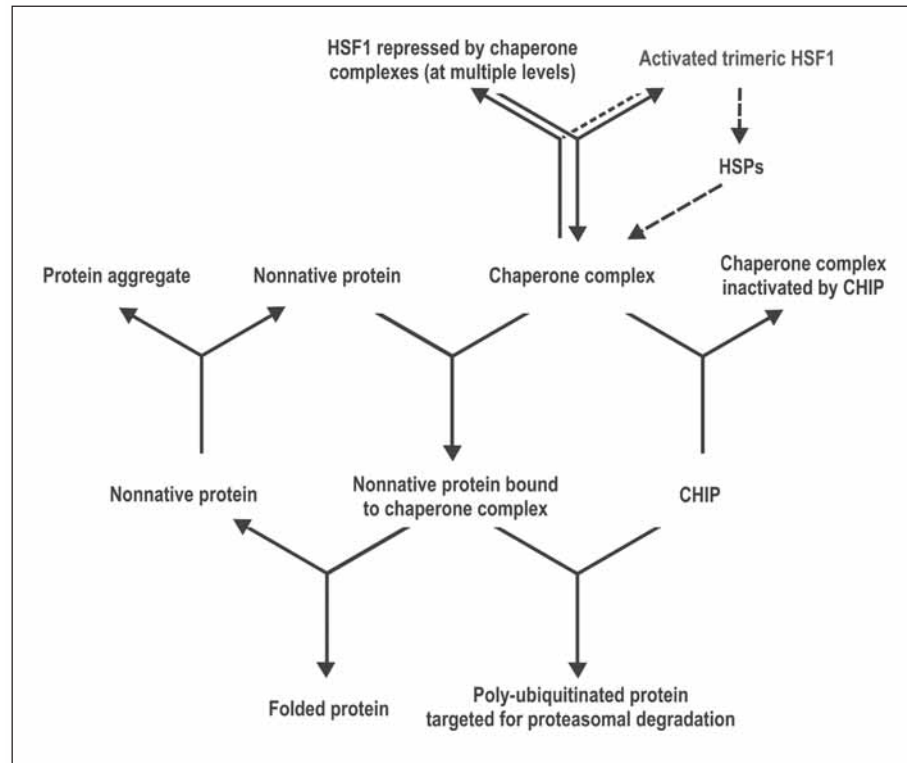 HSF1 repressed by chaperone
complexes (at multiple levels)
Activated trimeric HSF1
HSPs
Protein aggregate
Nonnative protein
Chaperone complex
Chaperone complex
inactivated by CHIP
Nonnative protein
Nonnative protein bound
to chaperone complex
CHIP
Folded protein
Poly-ubiquitinated protein
targeted for proteasomal degradation